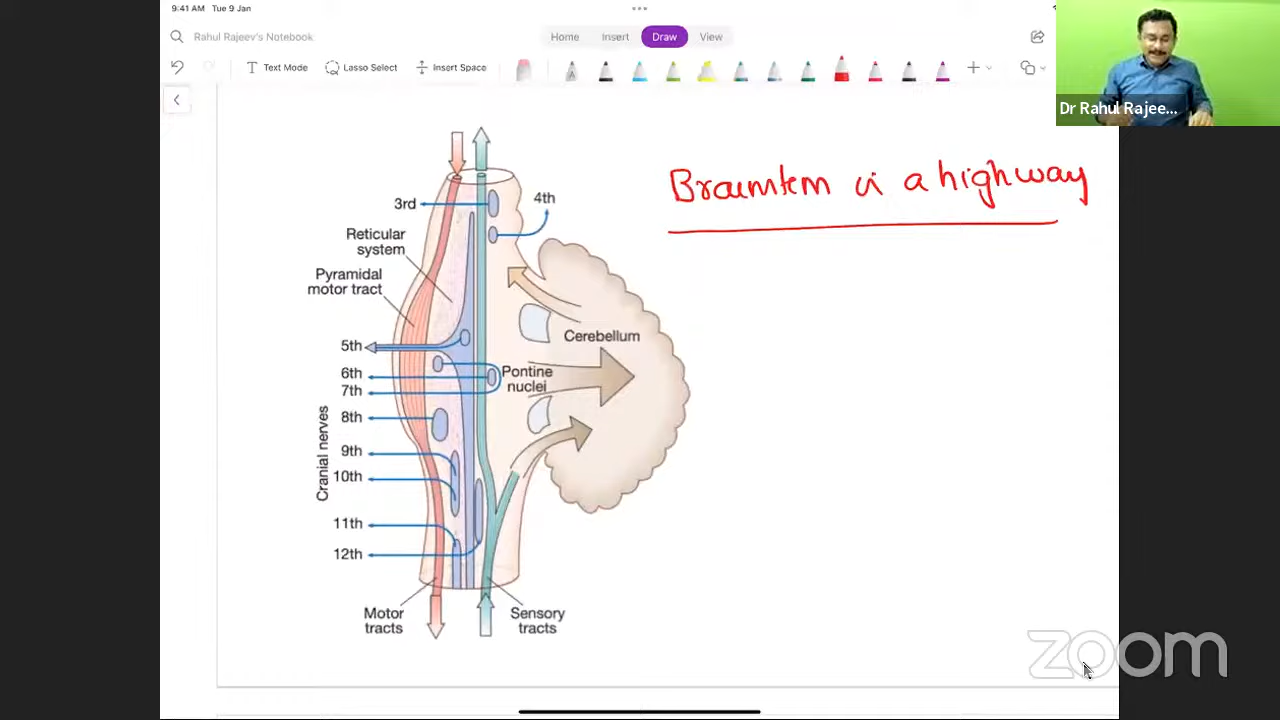 9:41 AM Tue 9 Jan
Rahul Rajeev's Notebook
Home Insert Draw View
Text Mode Lasso Select Insert Space
Dr Rahul Rajee...
Brainstem is a highway
3rd
4th
Reticular
system
Pyramidal
motor tract
Cerebellum
5th
6th
7th
Pontine
nuclei
8th
9th
10th
11th
12th
Cranial nerves
Motor
tracts
Sensory
tracts
zoom